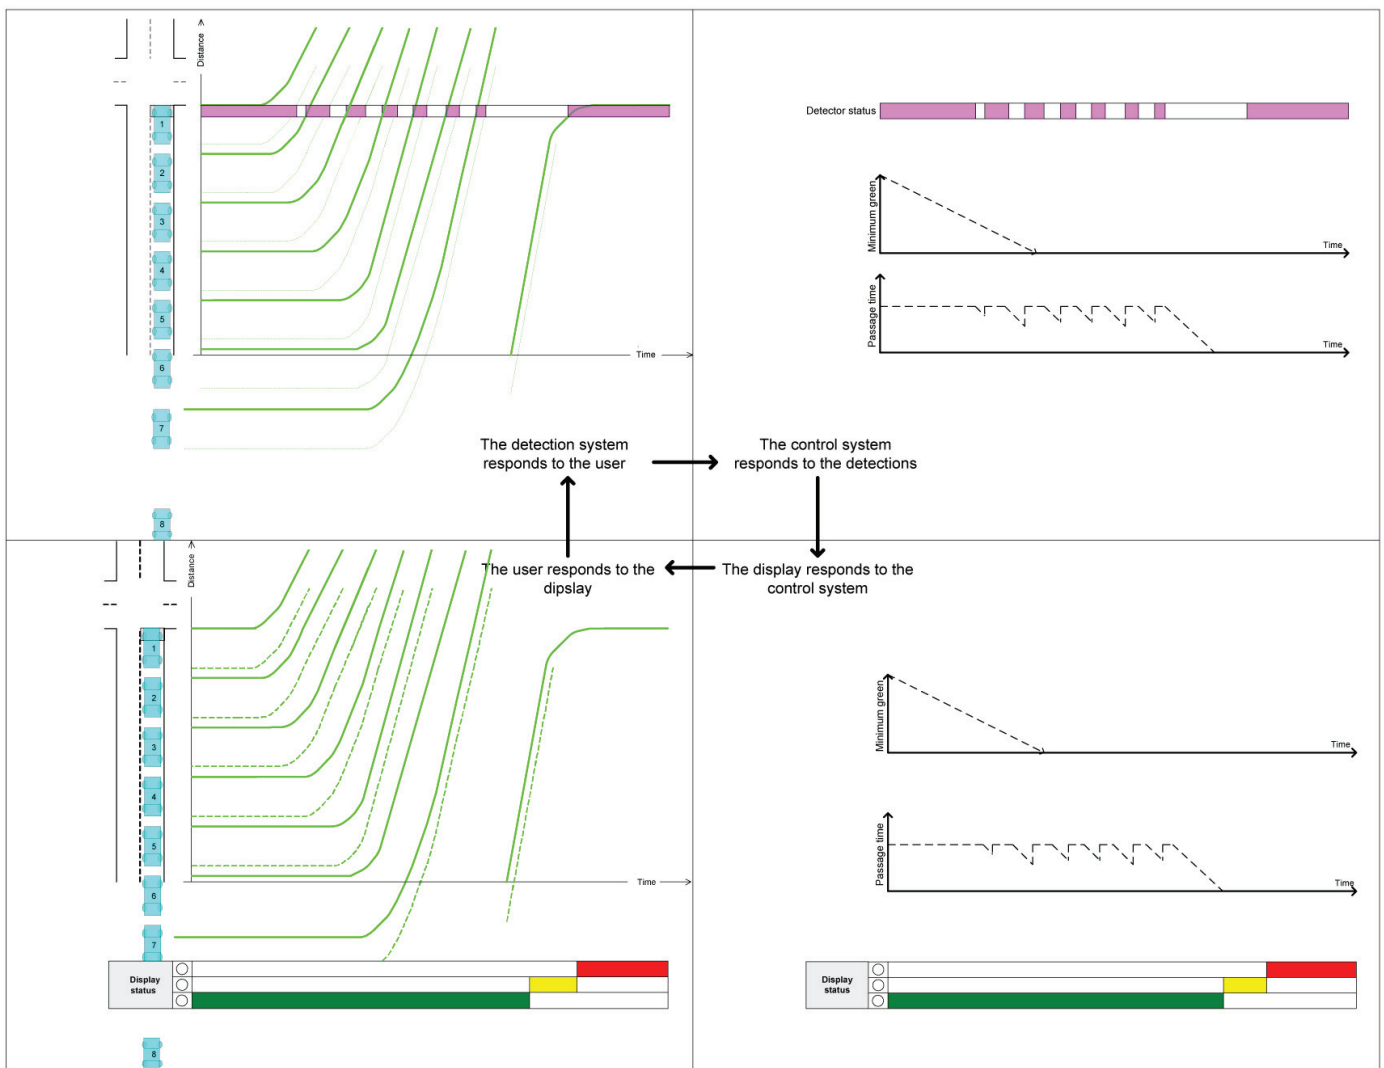 Distance
1
2
3
4
5
6
7
8
Time
Detector status
Minimum green
Time
Passage time
Time
The detection system
responds to the user
The control system
responds to the detections
The user responds to the
dipslay
The display responds to the
control system
Distance
1
2
3
4
5
6
7
8
Time
Display
status
Minimum green
Time
Passage time
Time
Display
status